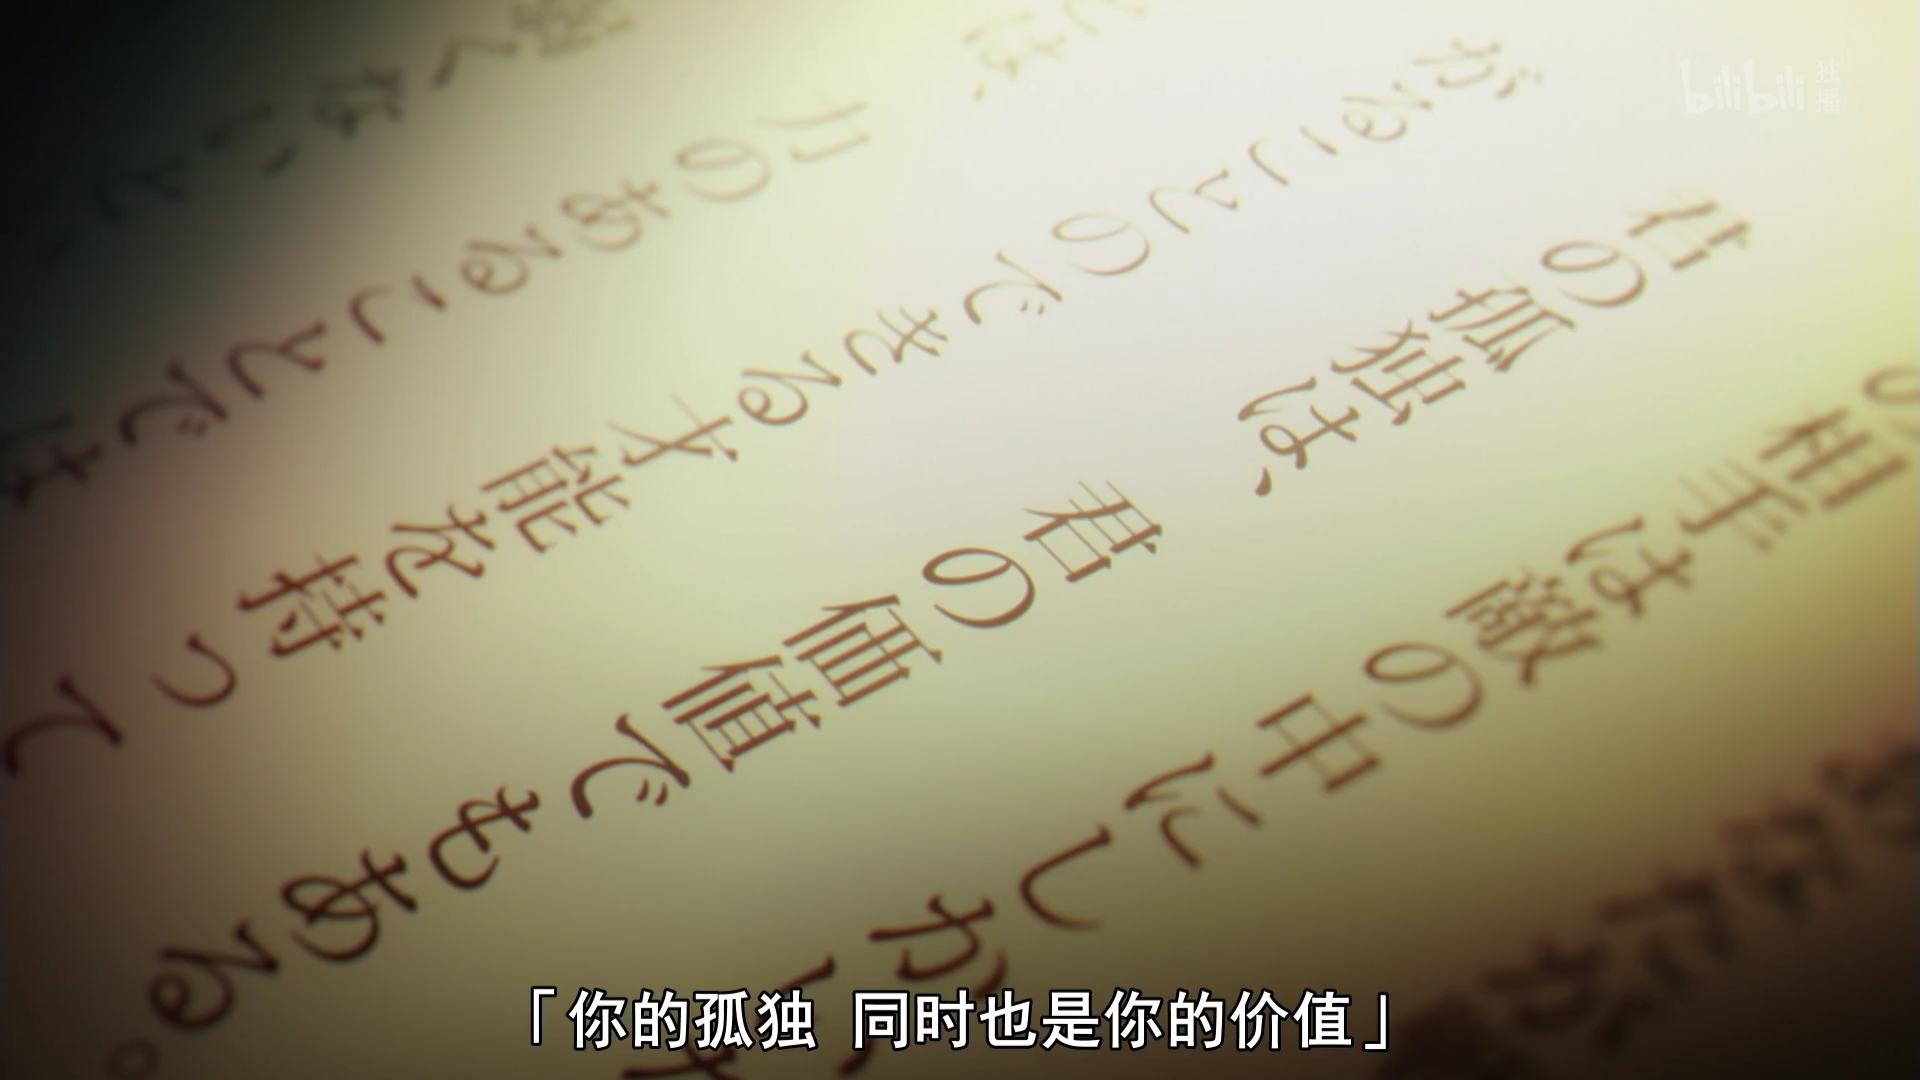 相手は敵の中にしか
君の孤独は、君の価値でもある。
がることのできる才能を持って
は、力のあることでは
「你的孤独 同时也是你的价值」
bilibili 独播